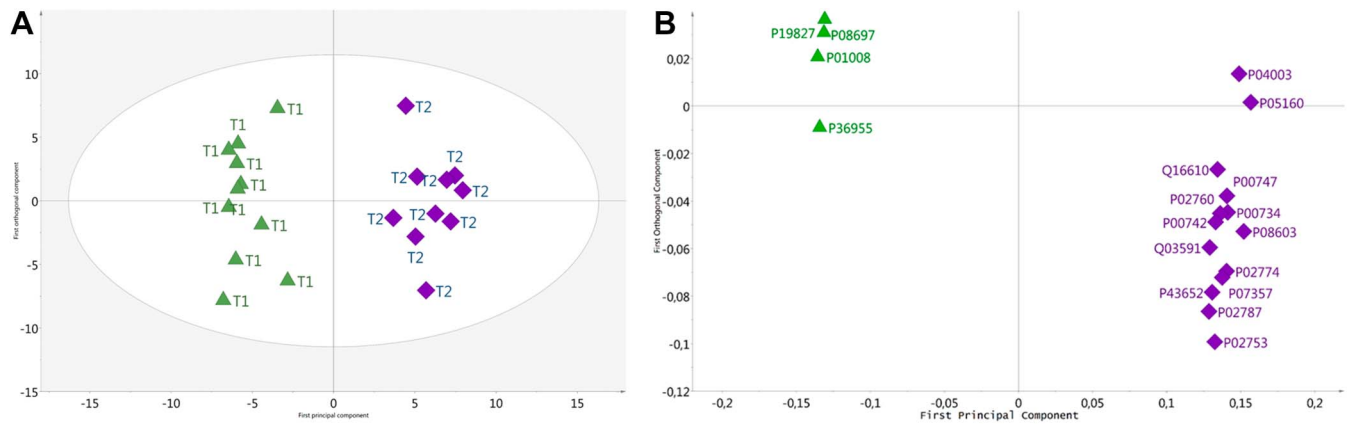 A
10
5
0
-5
-10
-15
First orthogonal component
T1
T1
T1
T1
T1
T1
T1
T1
T1
T1
T1
T2
T2
T2
T2
T2
T2
T2
T2
T2
T2
-15
-10
-5
0
5
10
15
First principal component
B
0,02
0
-0,02
-0,04
-0,06
-0,08
-0,1
-0,12
First Orthogonal Component
P19827
P08697
P01008
P36955
P04003
P05160
Q16610
P00747
P02760
P00734
P00742
P08603
Q03591
P02774
P43652
P07357
P02787
P02753
-0,2
-0,15
-0,1
-0,05
0
0,05
0,1
0,15
0,2
First Principal Component